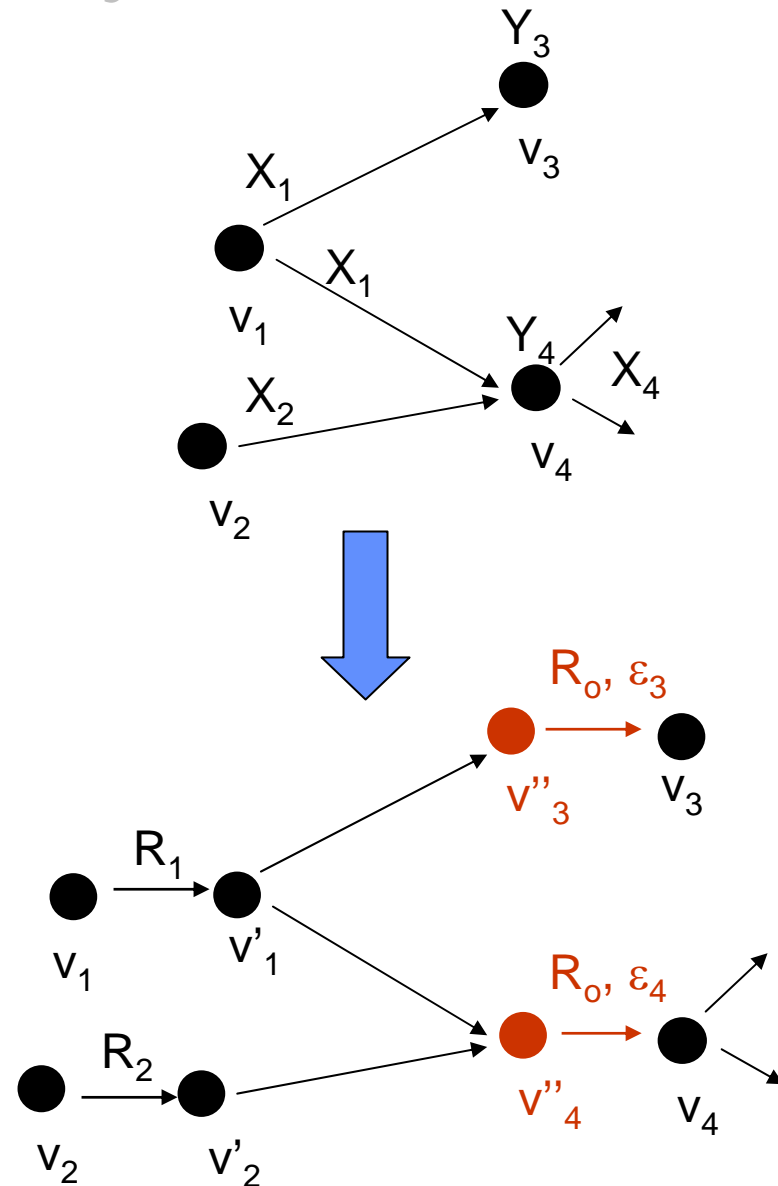 Y₃
v₃
X₁
X₁
v₁
Y₄
X₄
X₂
v₄
v₂
Rₒ, ε₃
v”₃
v₃
R₁
v₁
v’₁
Rₒ, ε₄
R₂
v”₄
v₄
v₂
v’₂